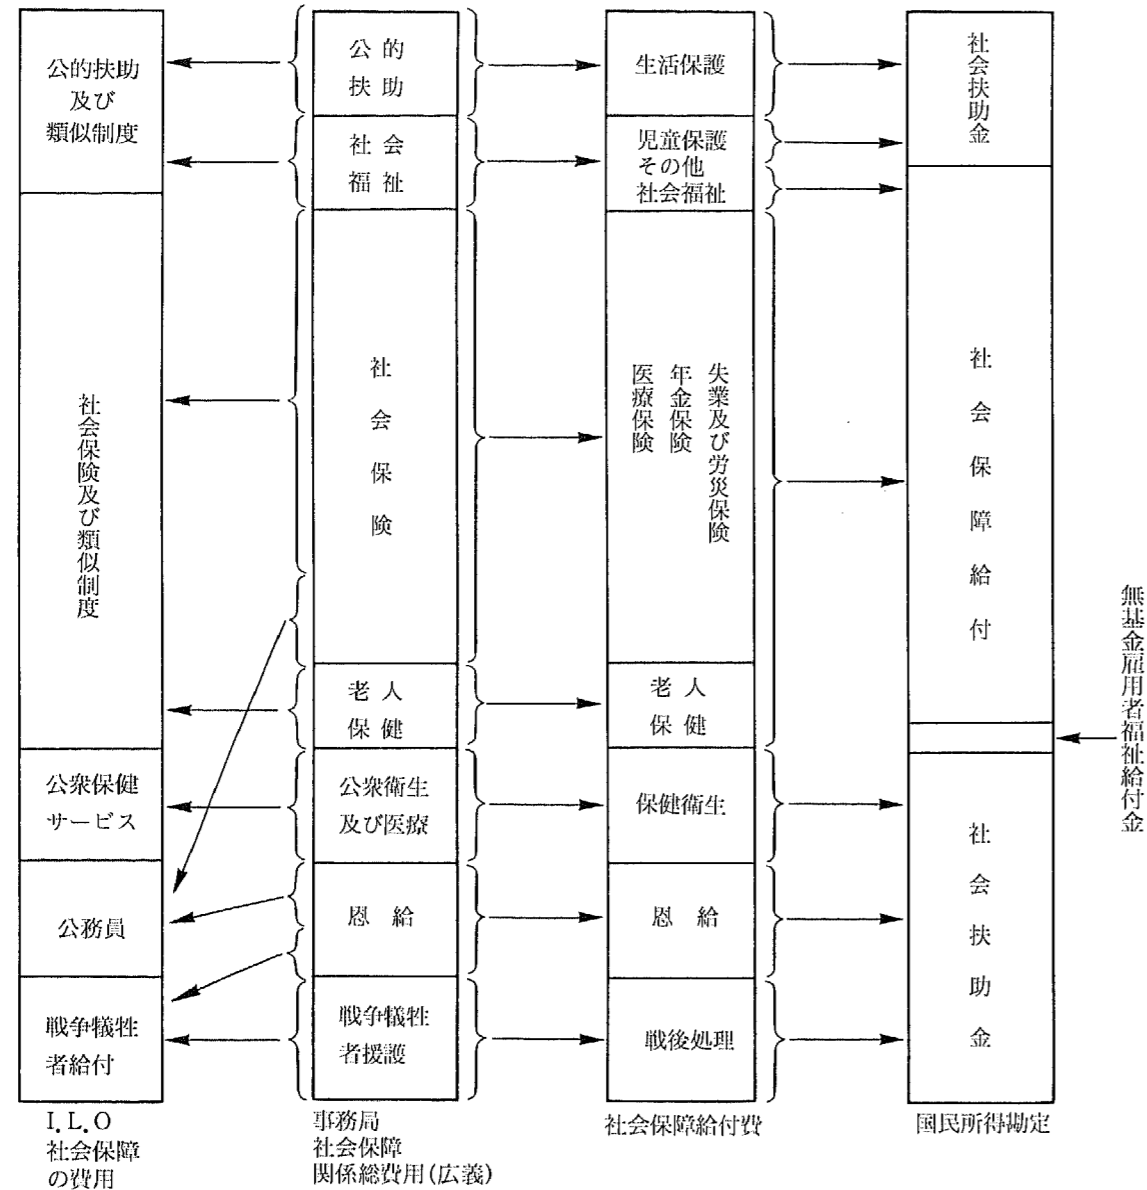 公的扶助
及び
類似制度
社会保険及び類似制度
公衆保健
サービス
公務員
戦争犠牲
者給付
I.L.O
社会保障
の費用
公的
扶助
社会
福祉
社会保険
老人
保健
公衆衛生
及び医療
恩給
戦争犠牲
者援護
事務局
社会保障
関係総費用(広義)
生活保護
児童保護
その他
社会福祉
失業及び労災保険
年金保険
医療保険
老人
保健
保健衛生
恩給
戦後処理
社会保障給付費
社会扶助金
社会保障給付
社会扶助金
国民所得勘定
無基金雇用者福祉給付金